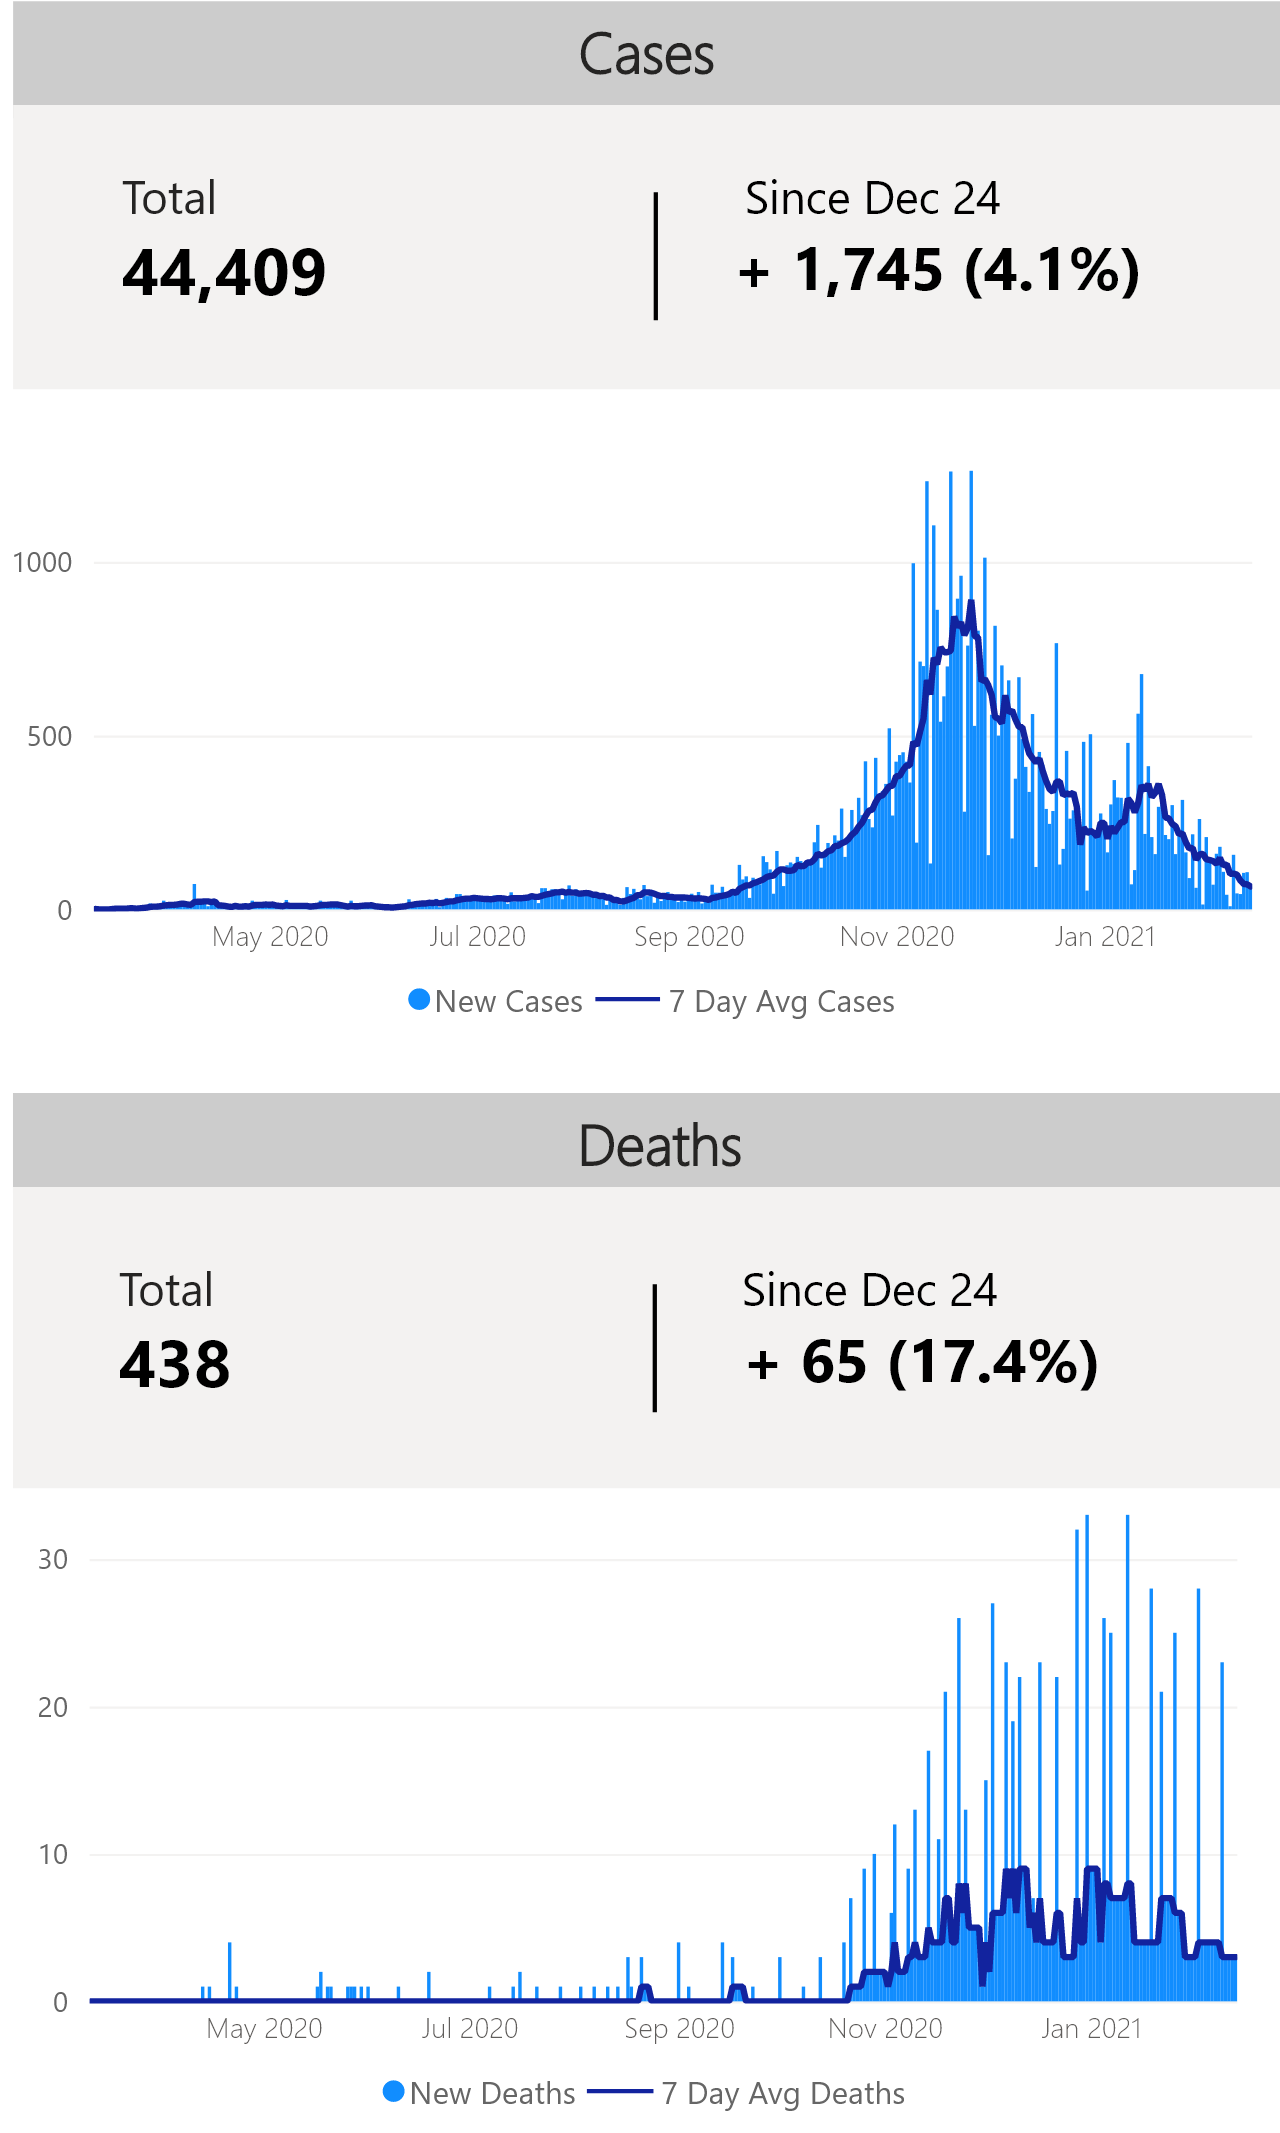 Cases
Total
Since Dec 24
44,409
+ 1,745 (4.1%)
1000
500
0
May 2020
Jul 2020
Sep 2020
Nov 2020
Jan 2021
New Cases
7 Day Avg Cases
Deaths
Total
Since Dec 24
438
+ 65 (17.4%)
30
20
10
0
May 2020
Jul 2020
Sep 2020
Nov 2020
Jan 2021
New Deaths
7 Day Avg Deaths